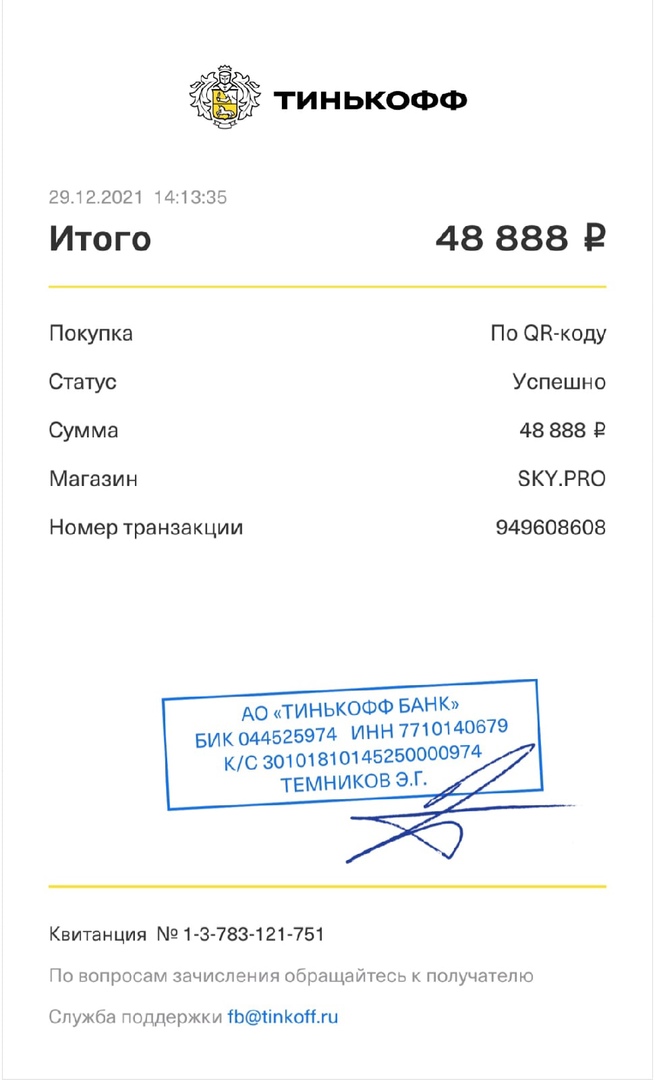 ТИНЬКОФФ
29.12.2021 14:13:35
Итого 48 888 ₽
Покупка По QR-коду
Статус Успешно
Сумма 48 888 ₽
Магазин SKY.PRO
Номер транзакции 949608608
АО «ТИНЬКОФФ БАНК»
БИК 044525974 ИНН 7710140679
К/С 30101810145250000974
ТЕМНИКОВ Э.Г.
Квитанция № 1-3-783-121-751
По вопросам зачисления обращайтесь к получателю
Служба поддержки fb@tinkoff.ru